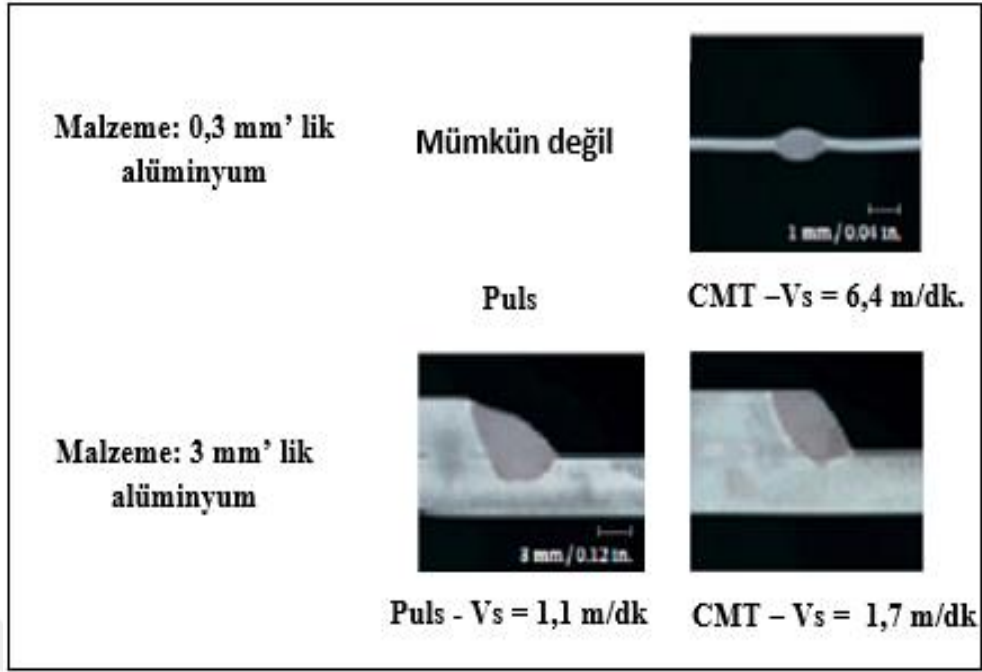 Malzeme: 0,3 mm’ lik
alüminyum
Mümkün değil
1 mm / 0.04 in.
Puls
CMT –Vs = 6,4 m/dk.
Malzeme: 3 mm’ lik
alüminyum
3 mm / 0.12 in.
Puls - Vs = 1,1 m/dk
CMT – Vs = 1,7 m/dk